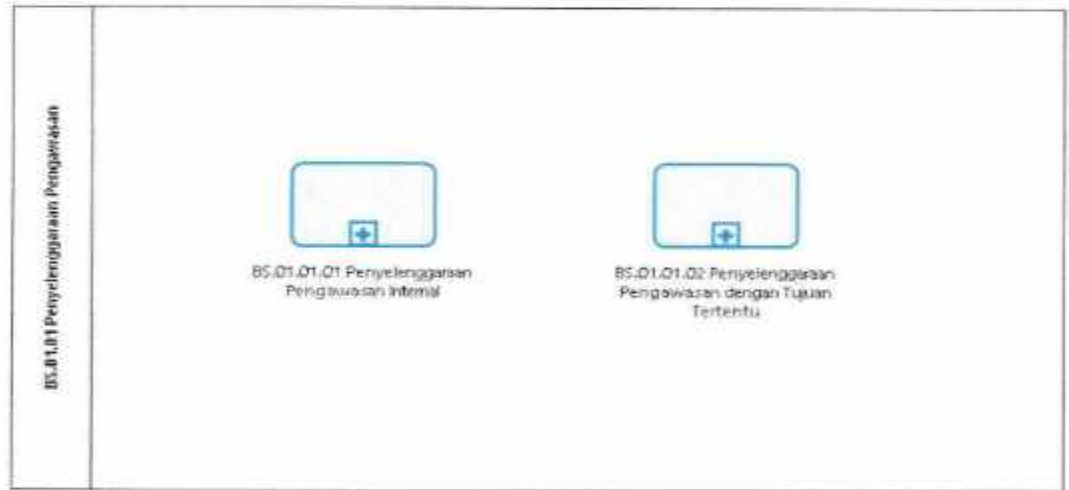 BS.01.01 Penyelenggaraan Pengawasan
BS.01.01.01 Penyelenggaraan
Pengawasan Internal
BS.01.01.02 Penyelenggaraan
Pengawasan dengan Tujuan
Tertentu